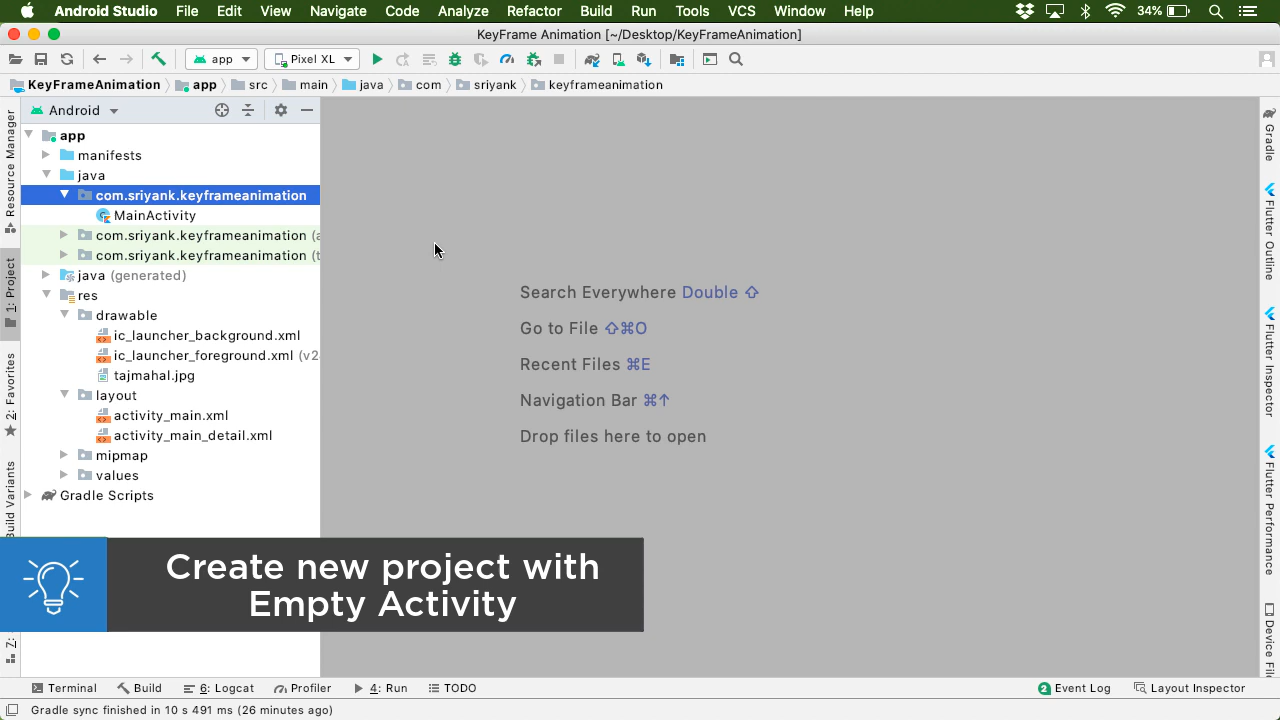 Android Studio File Edit View Navigate Code Analyze Refactor Build Run Tools VCS Window Help 34%
KeyFrame Animation [~/Desktop/KeyFrameAnimation]
app Pixel XL
KeyFrameAnimation app src main java com sriyank keyframeanimation
Android
app
manifests
java
com.sriyank.keyframeanimation
MainActivity
com.sriyank.keyframeanimation (a
com.sriyank.keyframeanimation (t
java (generated)
res
drawable
ic_launcher_background.xml
ic_launcher_foreground.xml (v2
tajmahal.jpg
layout
activity_main.xml
activity_main_detail.xml
mipmap
values
Gradle Scripts
Resource Manager
1: Project
2: Favorites
Build Variants
Z:
Search Everywhere Double ⇧
Go to File ⇧⌘O
Recent Files ⌘E
Navigation Bar ⌘↑
Drop files here to open
Gradle
Flutter Outline
Flutter Inspector
Flutter Performance
Device Fil
Create new project with
Empty Activity
Terminal Build 6: Logcat Profiler 4: Run TODO 2 Event Log Layout Inspector
Gradle sync finished in 10 s 491 ms (26 minutes ago)